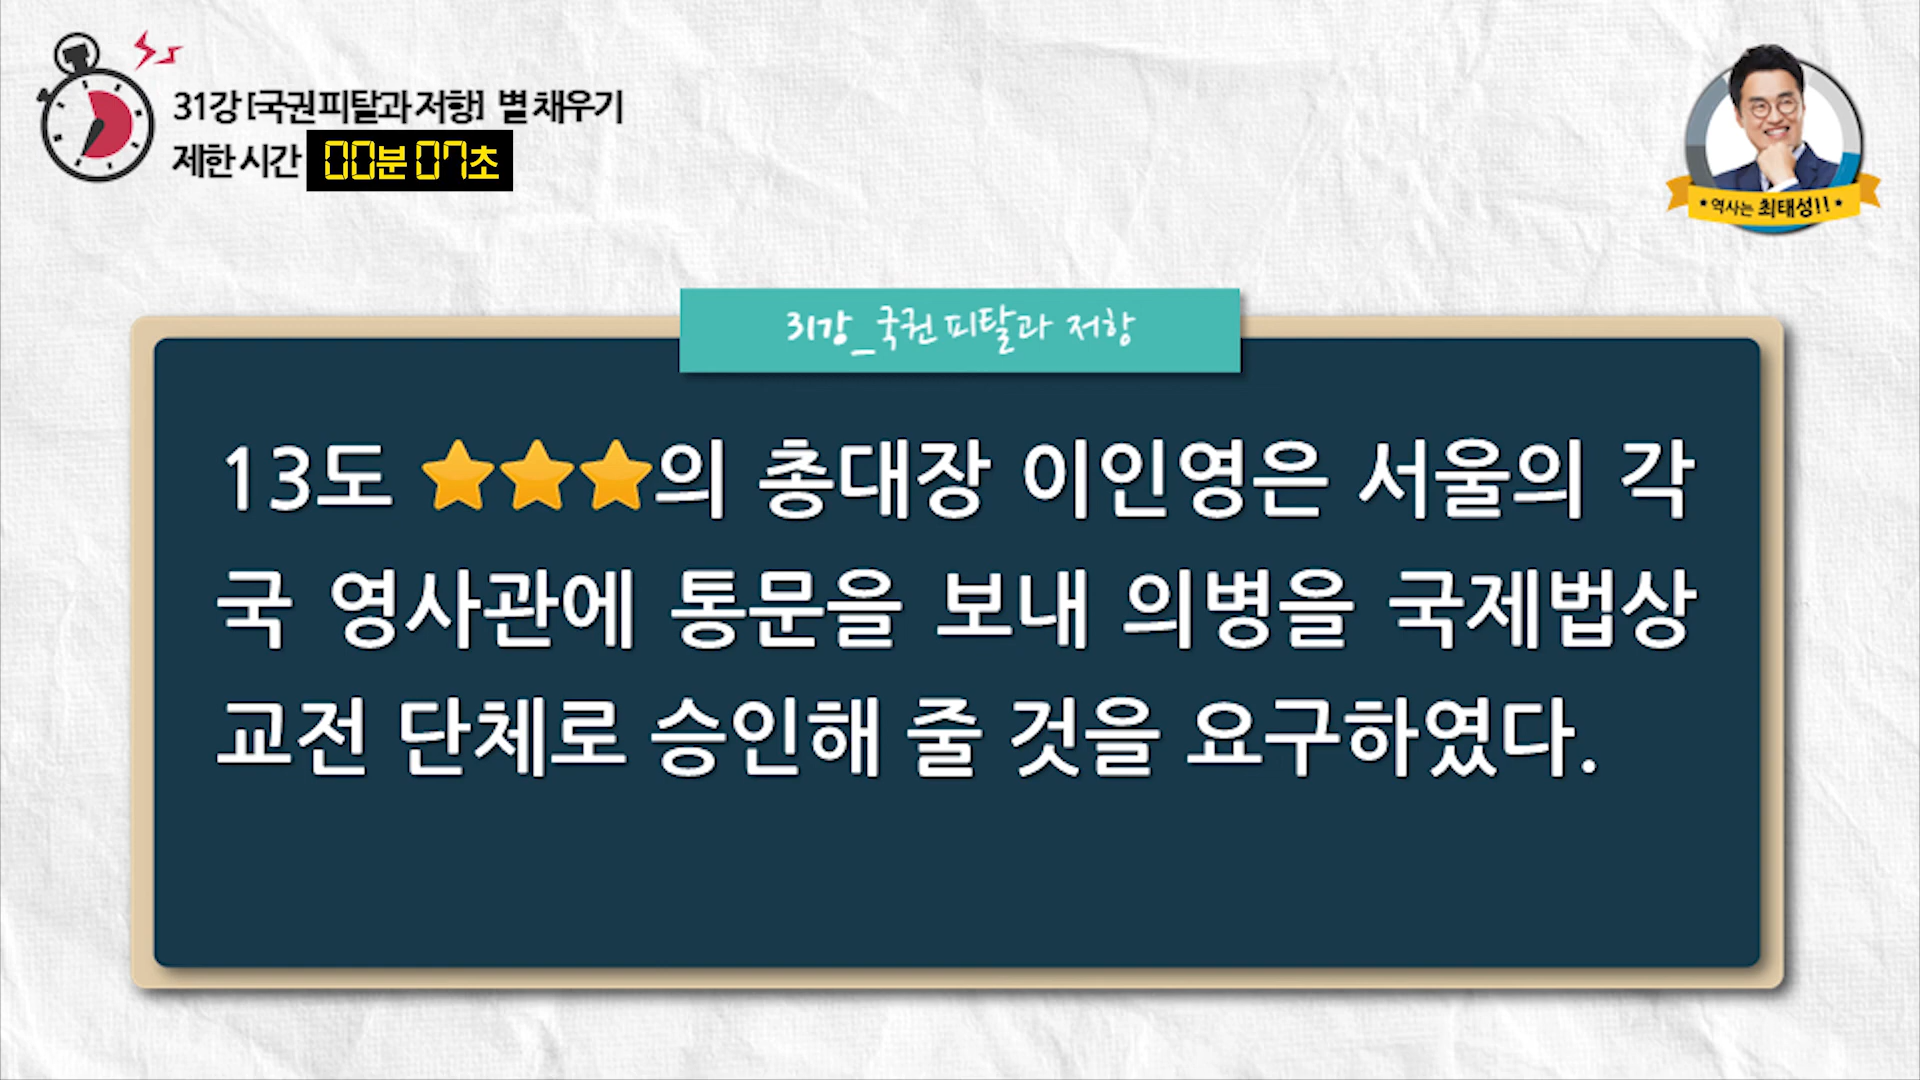 31강 [국권 피탈과 저항] 별 채우기
제한 시간 00분 07초
* 역사는 최태성!! *
31강_국권 피탈과 저항
13도 ★★★의 총대장 이인영은 서울의 각
국 영사관에 통문을 보내 의병을 국제법상
교전 단체로 승인해 줄 것을 요구하였다.